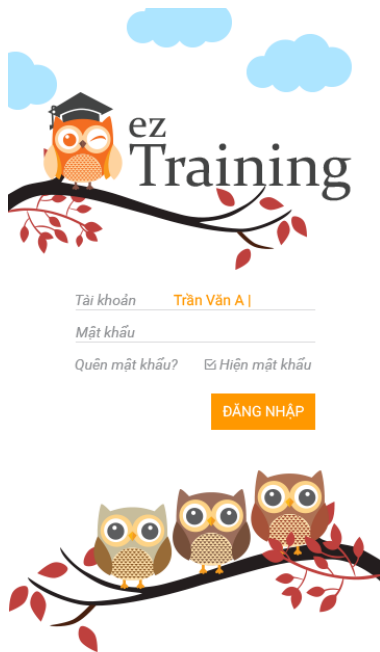 ez
Training
Tài khoản Trần Văn A |
Mật khẩu
Quên mật khẩu? Hiện mật khẩu
ĐĂNG NHẬP